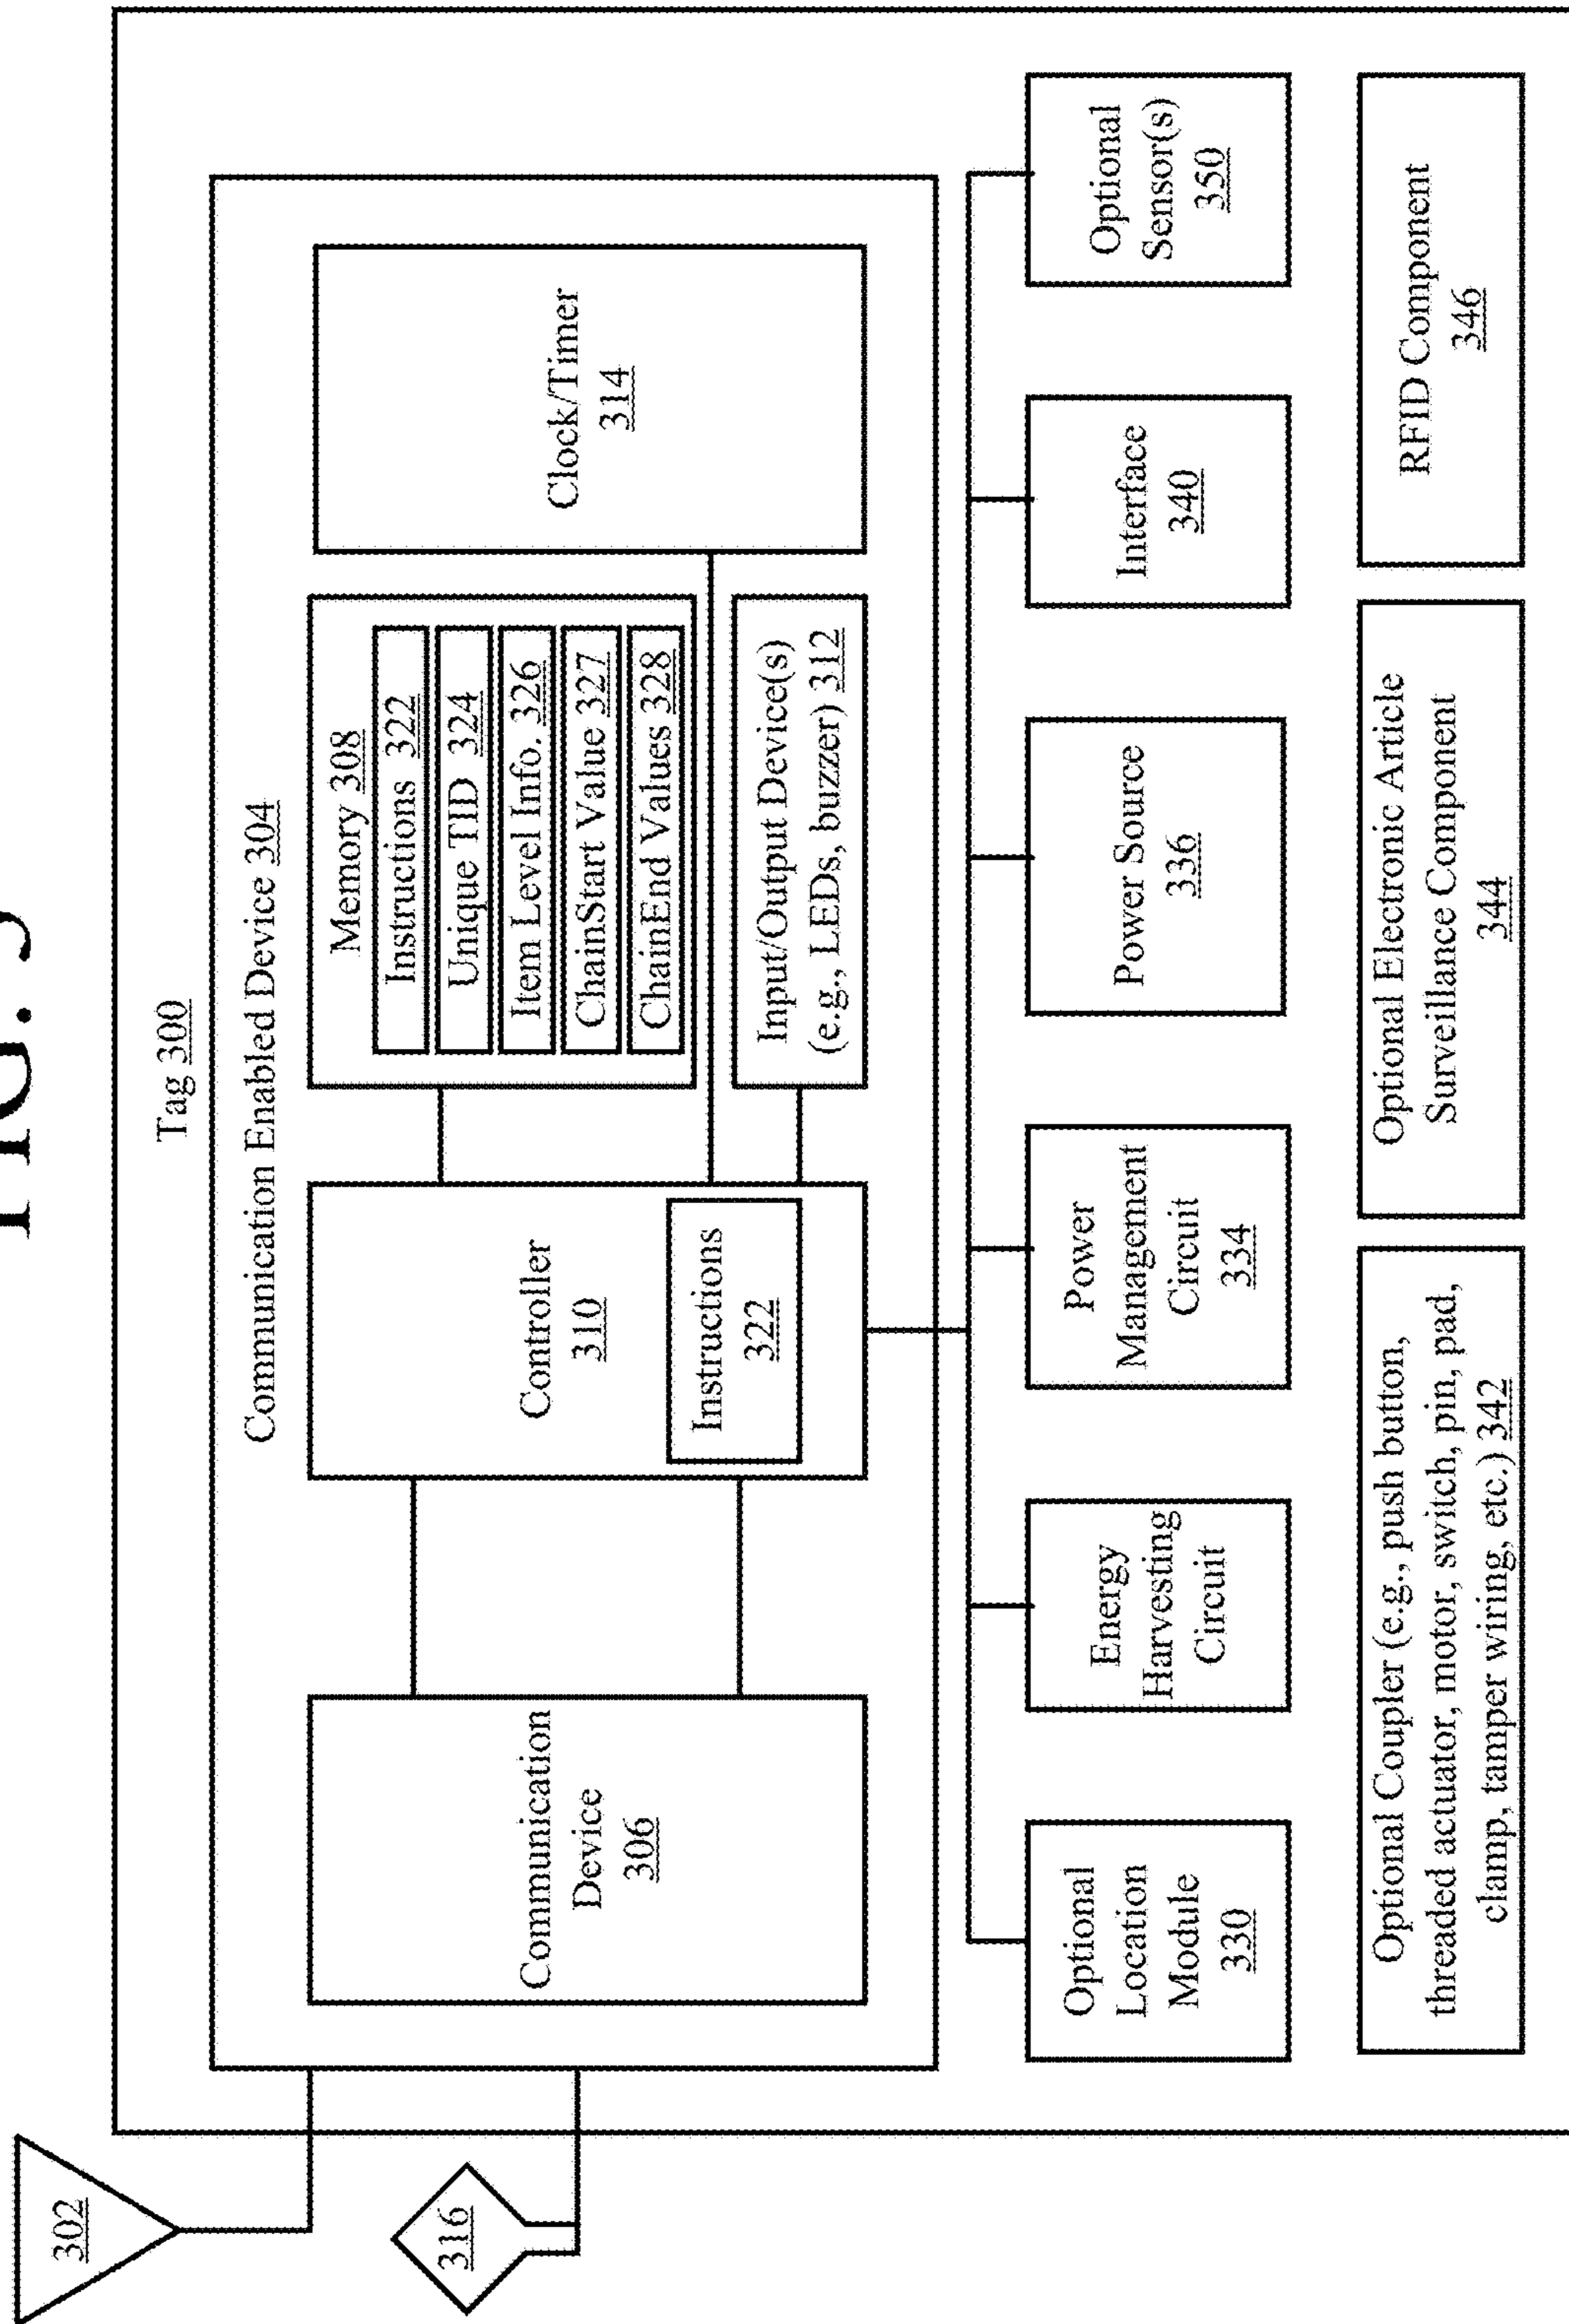 FIG. 3
Tag 300
Communication Enabled Device 304
302
316
Communication
Device
306
Controller
310
Instructions
322
Memory 308
Instructions 322
Unique TID 324
Item Level Info. 326
ChainStart Value 327
ChainEnd Values 328
Input/Output Device(s)
(e.g., LEDs, buzzer) 312
Clock/Timer
314
Optional
Location
Module
330
Energy
Harvesting
Circuit
Power
Management
Circuit
334
Power Source
336
Interface
340
Optional
Sensor(s)
350
Optional Coupler (e.g., push button,
threaded actuator, motor, switch, pin, pad,
clamp, tamper wiring, etc.) 342
Optional Electronic Article
Surveillance Component
344
RFID Component
346